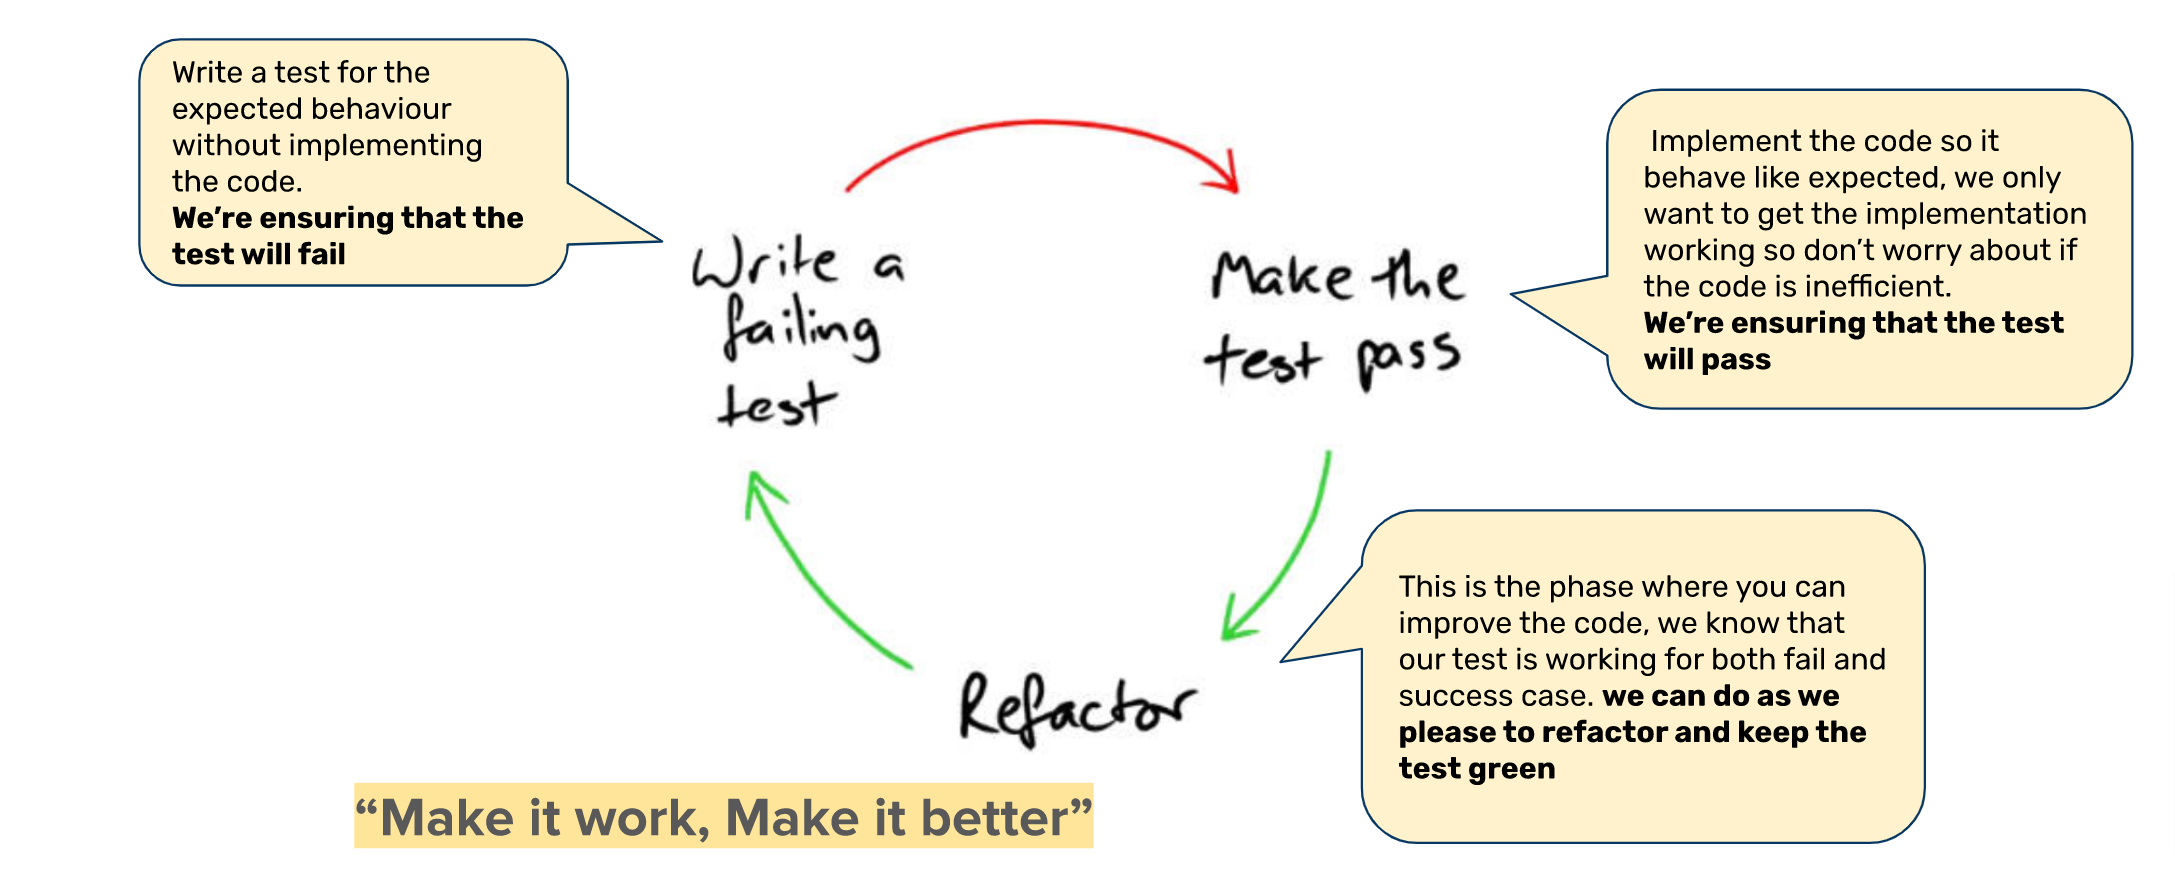 Write a test for the
expected behaviour
without implementing
the code.
We’re ensuring that the
test will fail
Write a
failing
test
Make the
test pass
Implement the code so it
behave like expected, we only
want to get the implementation
working so don’t worry about if
the code is inefficient.
We’re ensuring that the test
will pass
Refactor
This is the phase where you can
improve the code, we know that
our test is working for both fail and
success case. we can do as we
please to refactor and keep the
test green
“Make it work, Make it better”